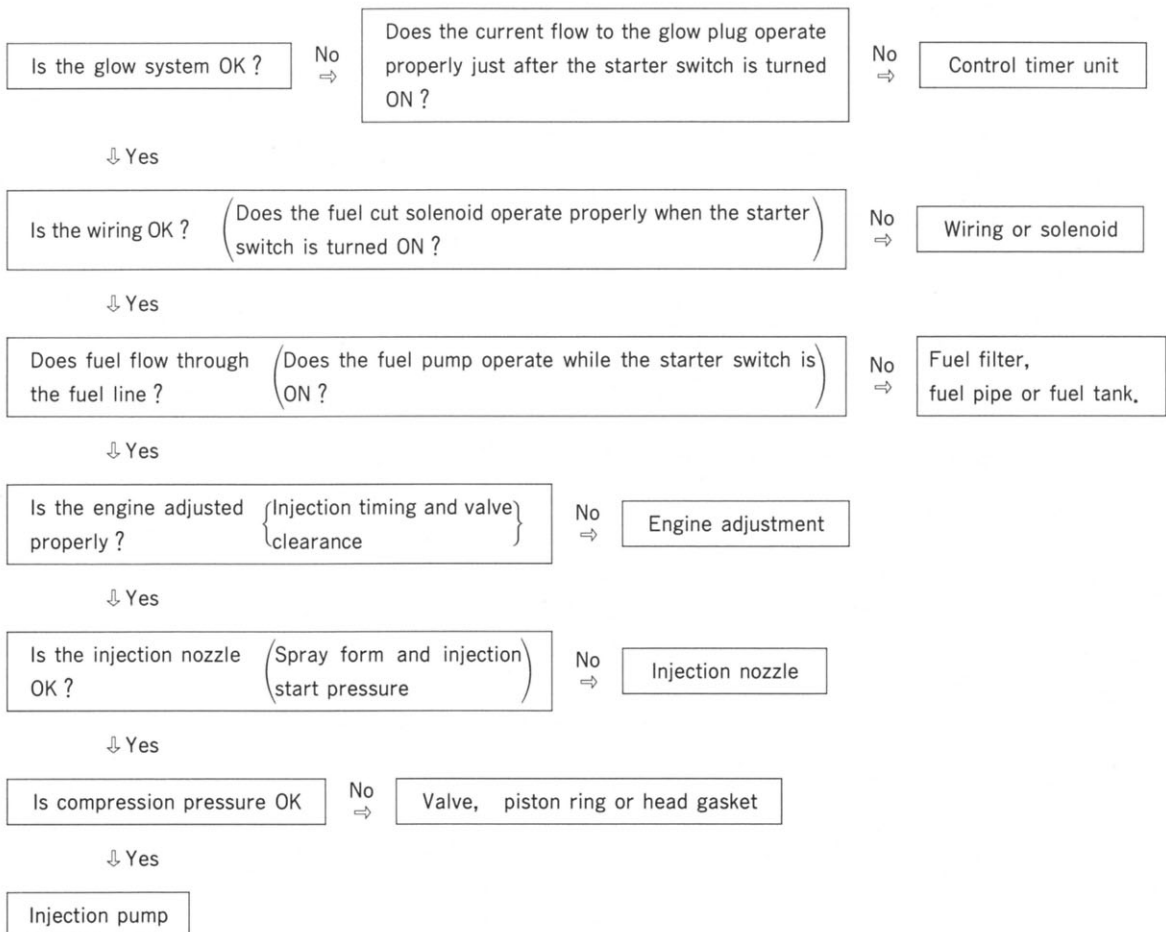 Is the glow system OK ?
No
⇨
Does the current flow to the glow plug operate
properly just after the starter switch is turned
ON ?
No
⇨
Control timer unit
⇩ Yes
Is the wiring OK ?
(Does the fuel cut solenoid operate properly when the starter
switch is turned ON ?)
No
⇨
Wiring or solenoid
⇩ Yes
Does fuel flow through
the fuel line ?
(Does the fuel pump operate while the starter switch is
ON ?)
No
⇨
Fuel filter,
fuel pipe or fuel tank.
⇩ Yes
Is the engine adjusted
properly ?
{Injection timing and valve
clearance}
No
⇨
Engine adjustment
⇩ Yes
Is the injection nozzle
OK ?
(Spray form and injection
start pressure)
No
⇨
Injection nozzle
⇩ Yes
Is compression pressure OK
No
⇨
Valve, piston ring or head gasket
⇩ Yes
Injection pump